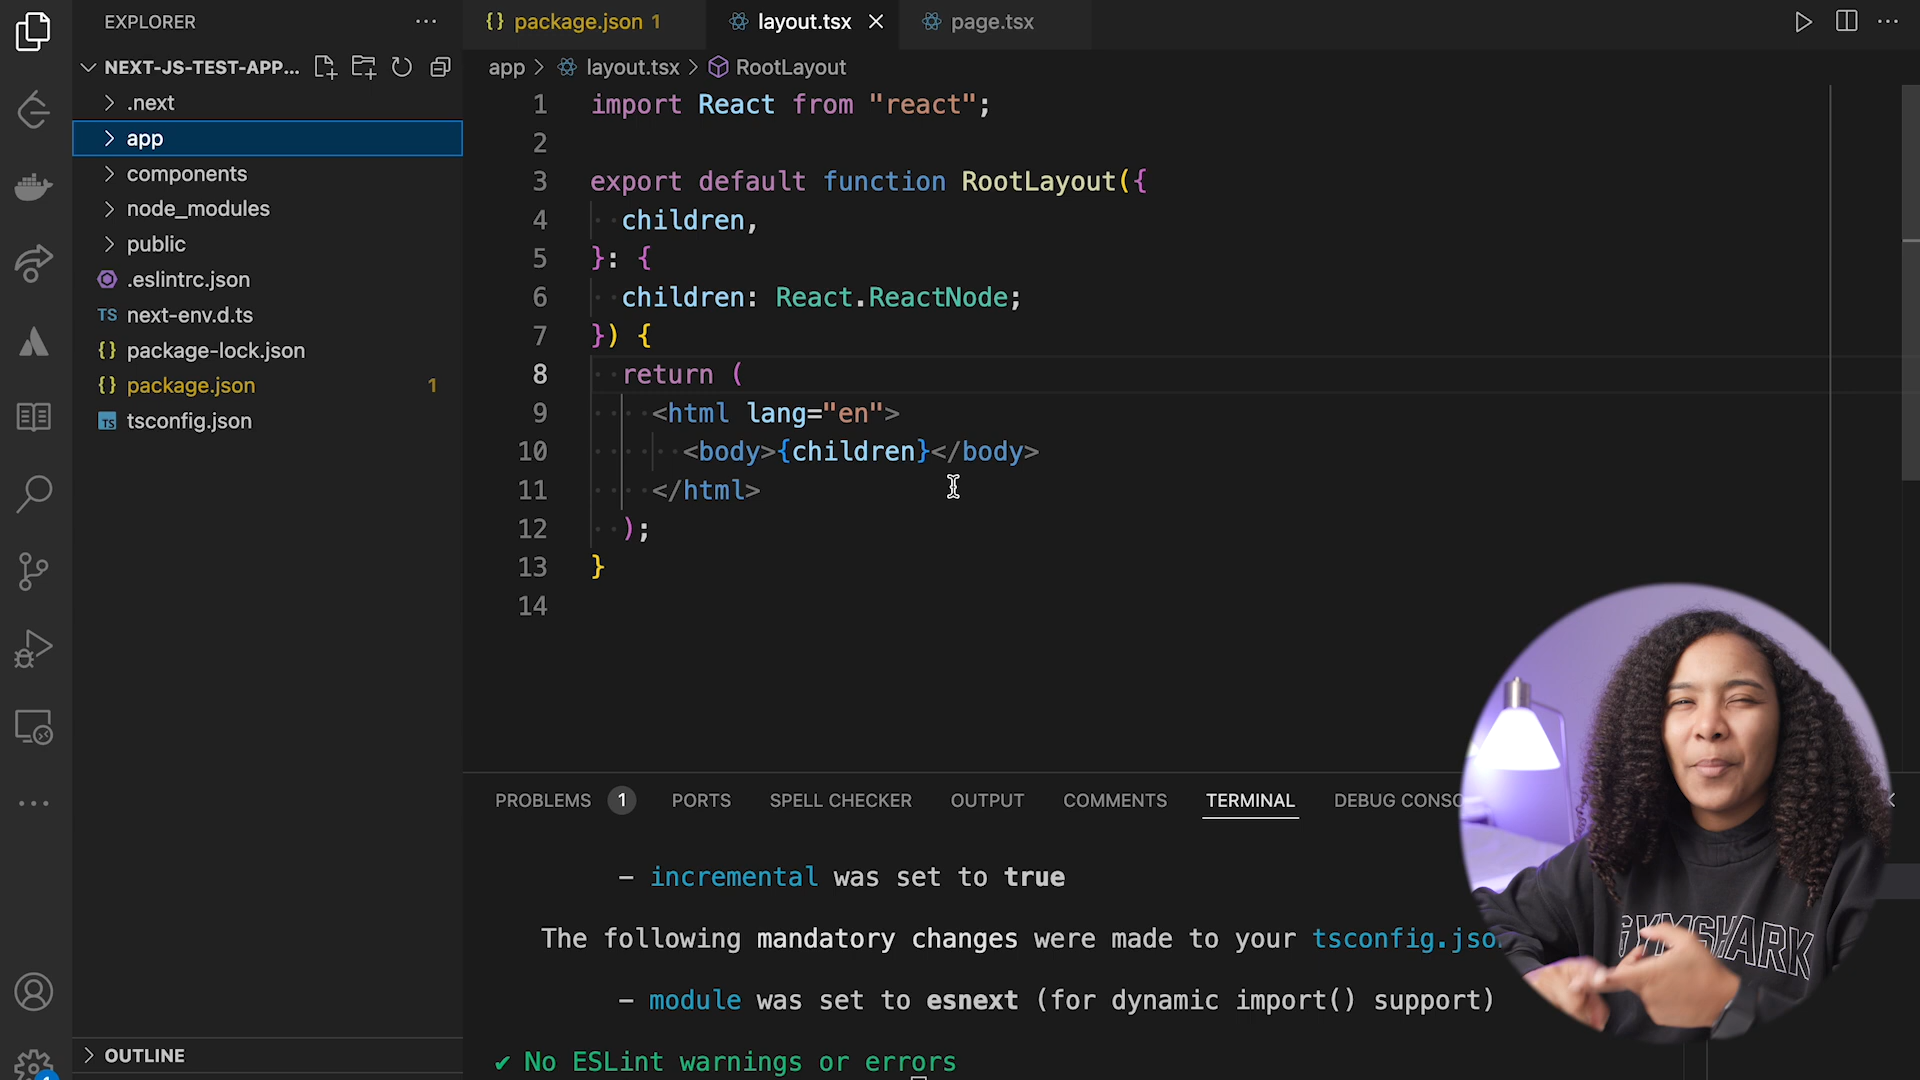 EXPLORER
NEXT-JS-TEST-APP...
.next
app
components
node_modules
public
.eslintrc.json
TS next-env.d.ts
{} package-lock.json
{} package.json 1
TS tsconfig.json
OUTLINE
{} package.json 1
layout.tsx
page.tsx
app > layout.tsx > RootLayout
1 import React from "react";
2
3 export default function RootLayout({
4 children,
5 }: {
6 children: React.ReactNode;
7 }) {
8 return (
9 <html lang="en">
10 <body>{children}</body>
11 </html>
12 );
13 }
14
PROBLEMS 1 PORTS SPELL CHECKER OUTPUT COMMENTS TERMINAL DEBUG CONSO
– incremental was set to true
The following mandatory changes were made to your tsconfig.jso
– module was set to esnext (for dynamic import() support)
✔ No ESLint warnings or errors
GYMSHARK